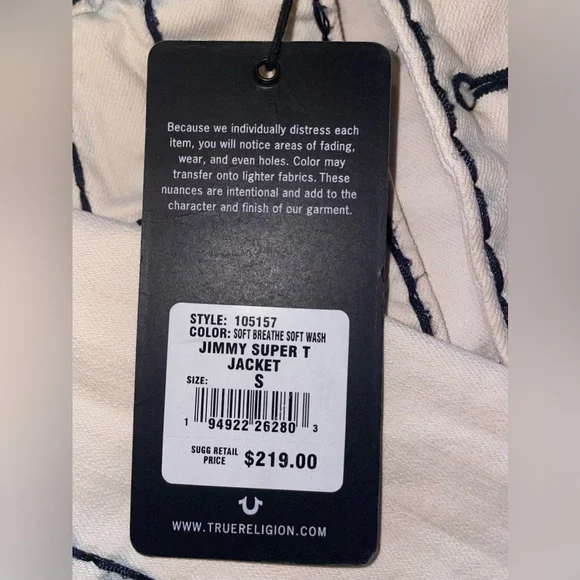 Because we individually distress each
item, you will notice areas of fading,
wear, and even holes. Color may
transfer onto lighter fabrics. These
nuances are intentional and add to the
character and finish of our garment.
STYLE: 105157
COLOR: SOFT BREATHE SOFT WASH
JIMMY SUPER T
JACKET
SIZE: S
1 94922 26280 3
SUGG RETAIL
PRICE $219.00
WWW.TRUERELIGION.COM